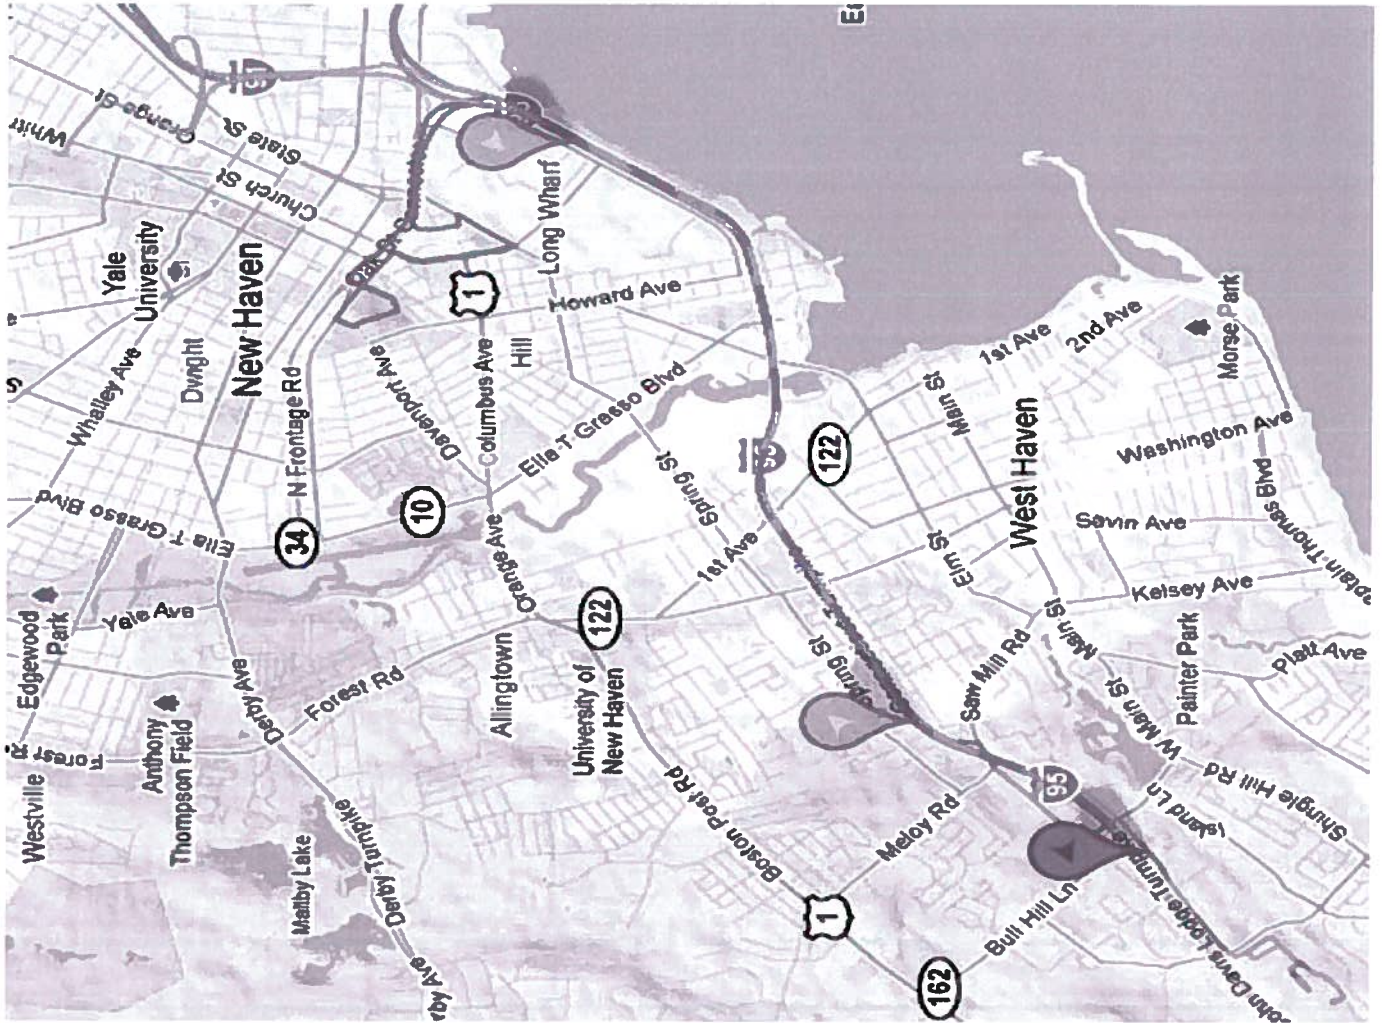 91
Orange St
State St
Church St
Yale
University
New Haven
Dwight
Whalley Ave
Long Wharf
1
Howard Ave
Hill
Columbus Ave
Davenport Ave
N Frontage Rd
Ella T Grasso Blvd
Ella T Grasso Blvd
34
10
Edgewood
Park
Yale Ave
Derby Ave
Forest Rd
Westville
Anthony
Thompson Field
Maltby Lake
Derby Turnpike
Orange Ave
Allingtown
122
University of
New Haven
Boston Post Rd
Spring St
1st Ave
95
122
Main St
1st Ave
2nd Ave
Morse Park
West Haven
Washington Ave
Savin Ave
Elm St
Kelsey Ave
Main St
Saw Mill Rd
Spring St
Painter Park
Platt Ave
W Main St
Shingle Hill Rd
Island Ln
95
Meloy Rd
1
Bull Hill Ln
162